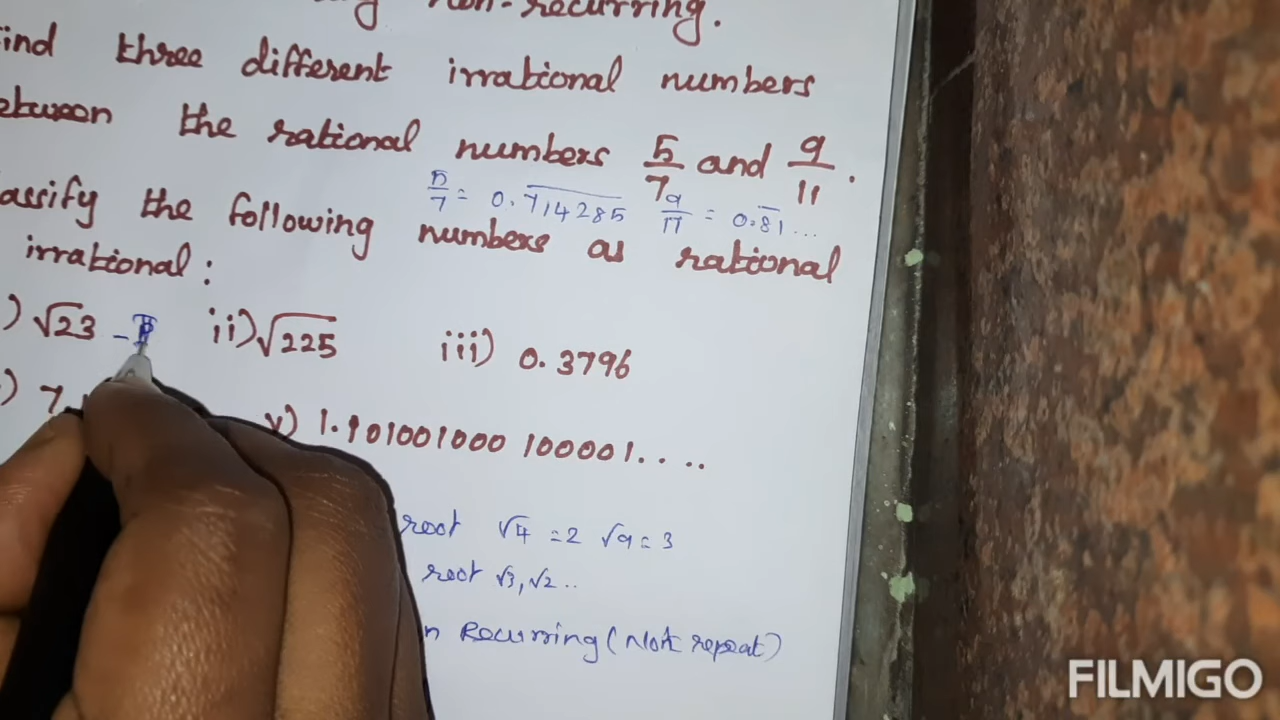 non-recurring.
ind three different irrational numbers
etween the rational numbers 5/7 and 9/11.
5/7 = 0.714285 9/11 = 0.81...
assify the following numbers as rational
irrational :
) √23 - ii) √225 iii) 0.3796
) 7. v) 1.101001000 100001....
root √4 = 2 √9 = 3
root √3, √2 ..
n Recurring (Not repeat)
FILMIGO